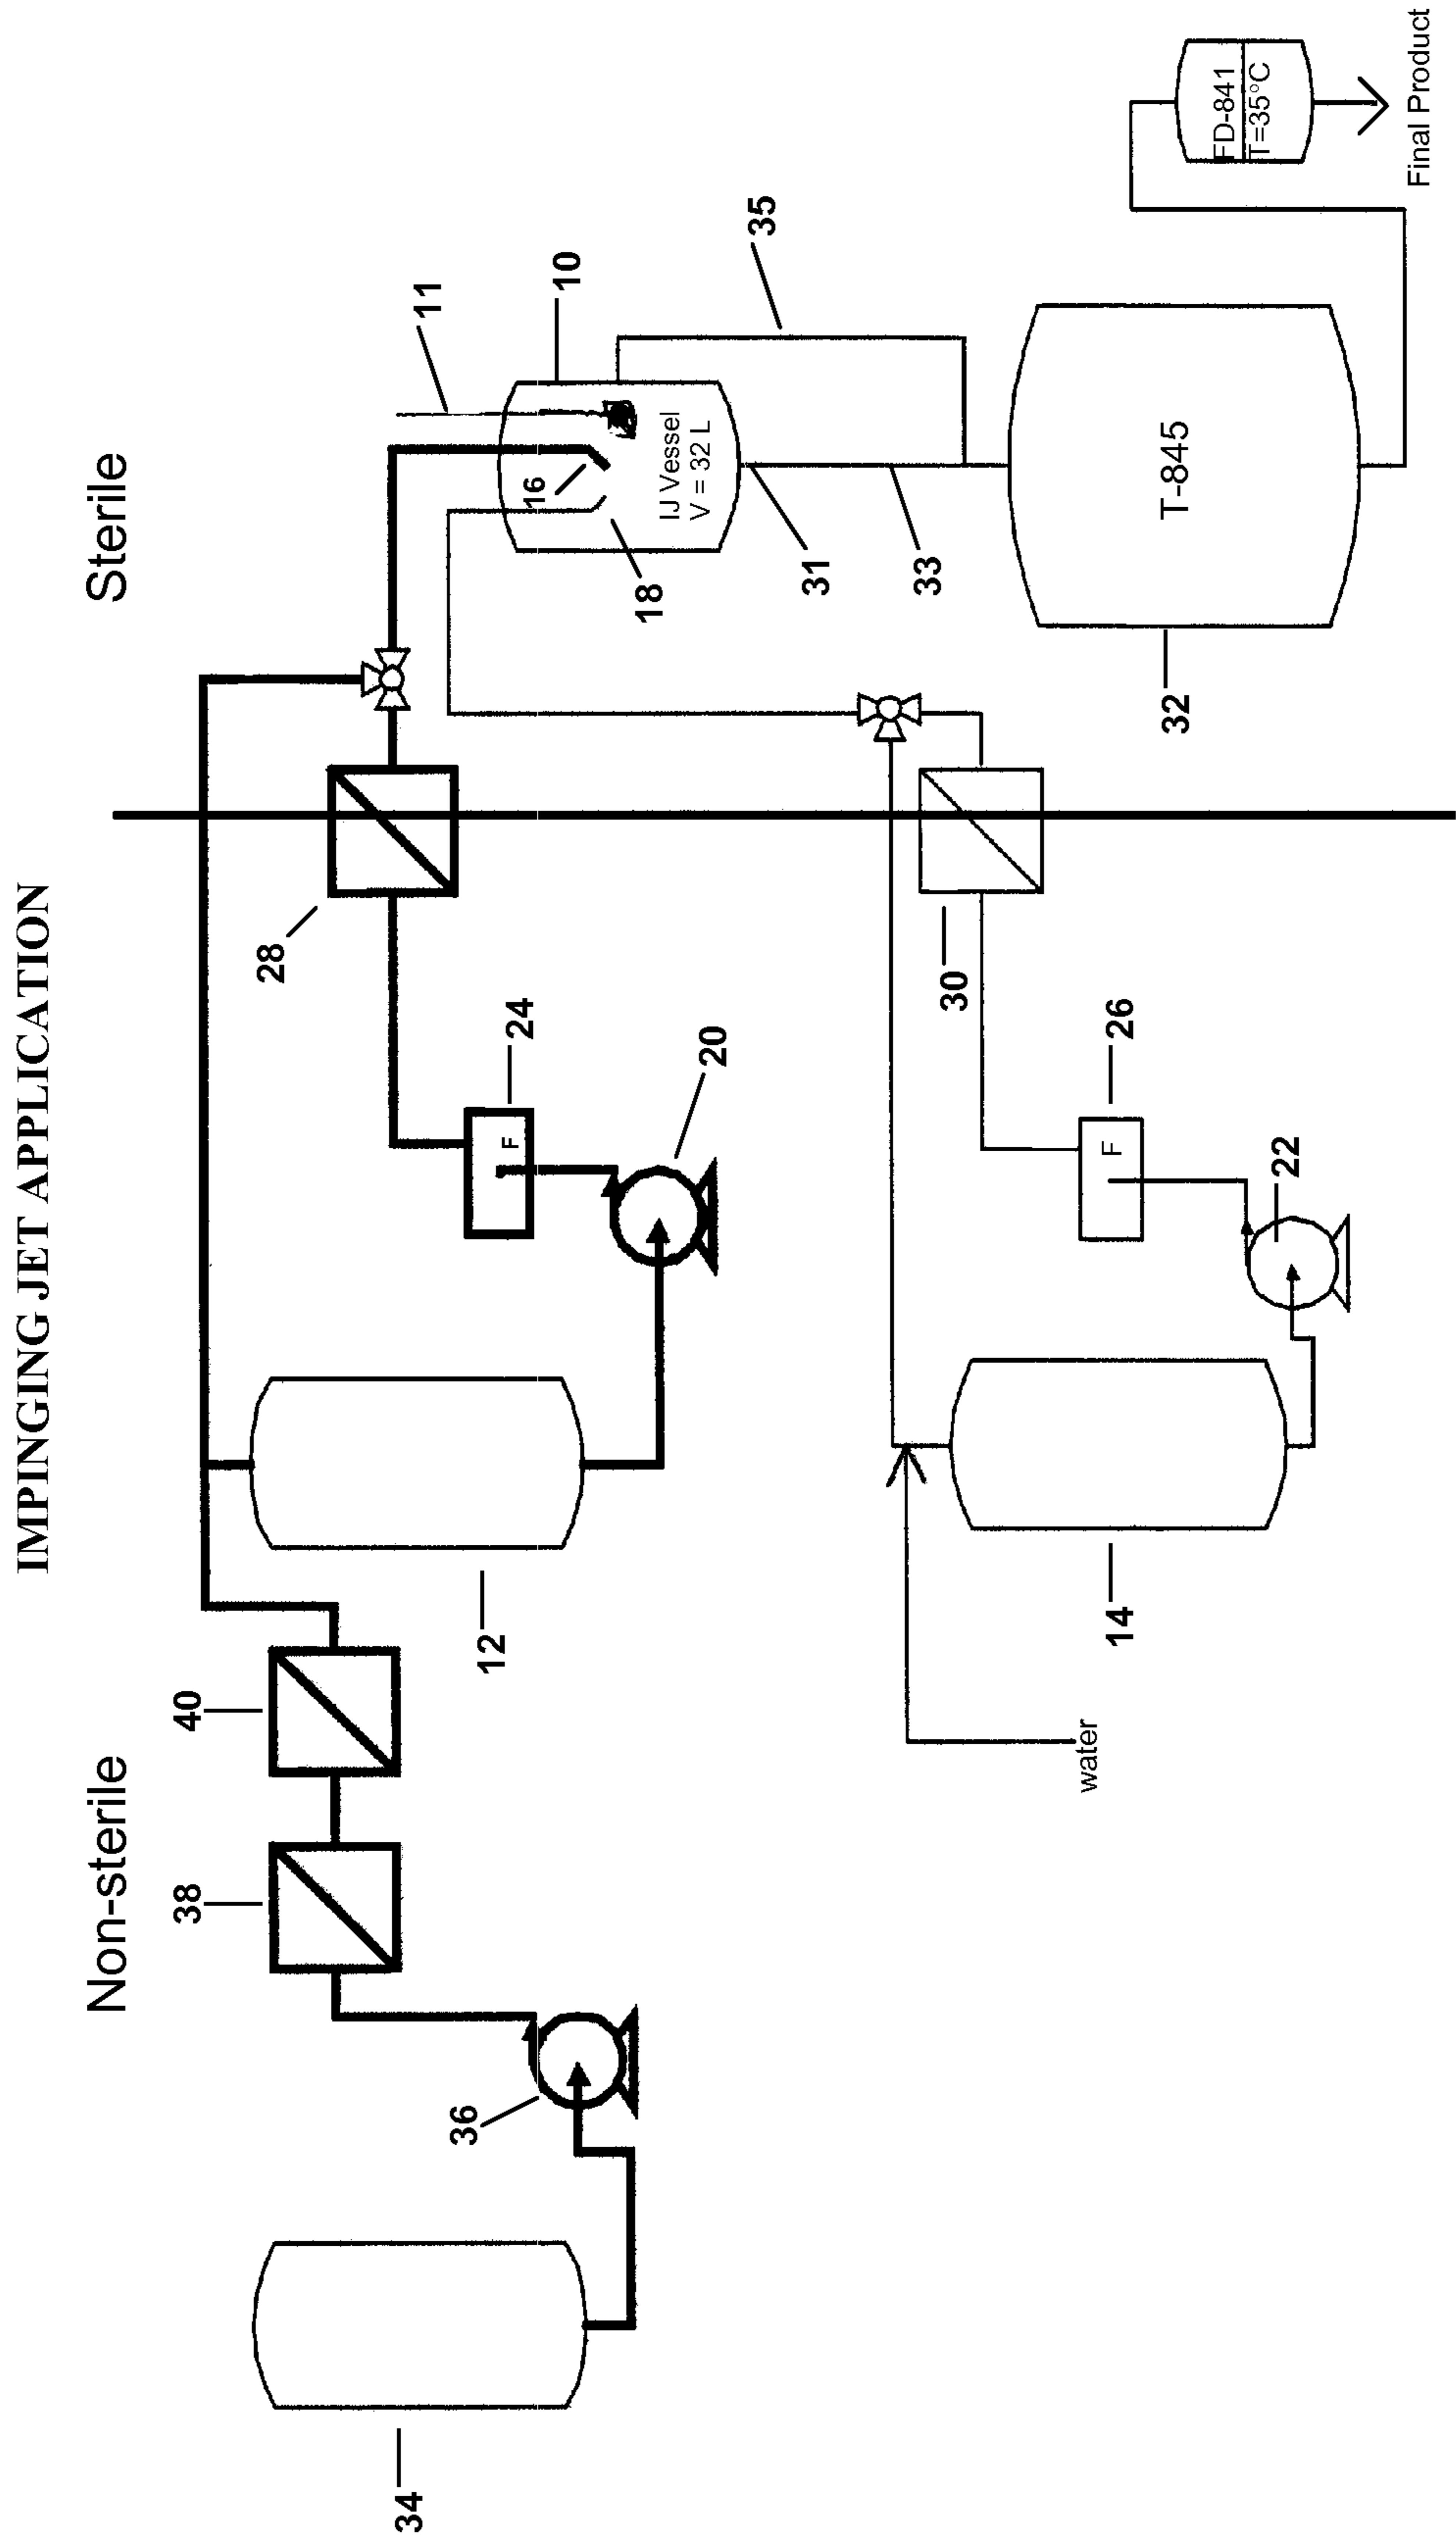 IMPINGING JET APPLICATION
Non-sterile
Sterile
40
38
36
34
12
28
24
F
20
11
10
16
18
IJ Vessel
V = 32 L
35
31
33
30
26
F
22
14
water
32
T-845
FD-841
T=35°C
Final Product